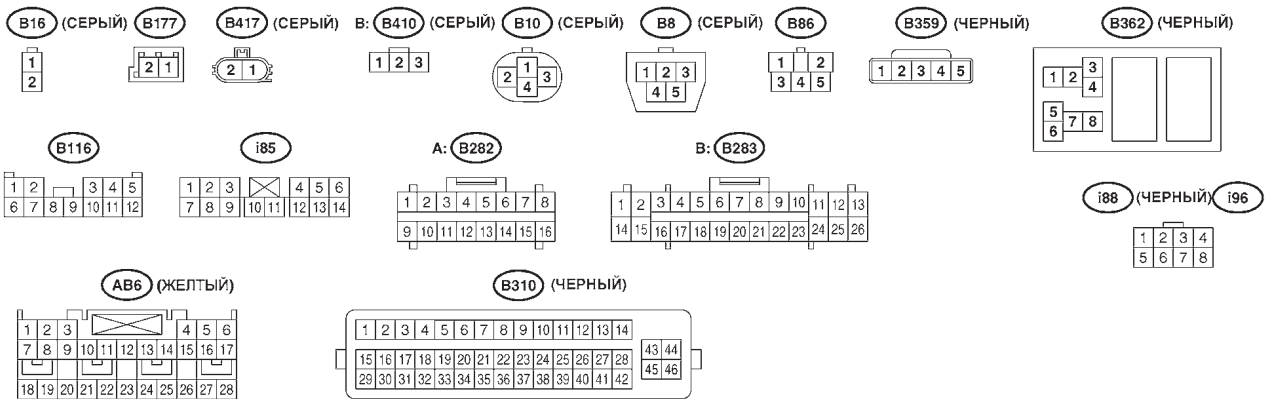 B16 (СЕРЫЙ) B177 B417 (СЕРЫЙ) B: B410 (СЕРЫЙ) B10 (СЕРЫЙ) B8 (СЕРЫЙ) B86 B359 (ЧЕРНЫЙ) B362 (ЧЕРНЫЙ)
1
2
2 1
2 1
1 2 3
1
2 3
4
1 2 3
4 5
1 2
3 4 5
1 2 3 4 5
3
1 2
4
5
7 8
6
B116 i85 A: B282 B: B283
1 2 3 4 5
6 7 8 9 10 11 12
1 2 3 4 5 6
7 8 9 10 11 12 13 14
1 2 3 4 5 6 7 8
9 10 11 12 13 14 15 16
1 2 3 4 5 6 7 8 9 10 11 12 13
14 15 16 17 18 19 20 21 22 23 24 25 26
i88 (ЧЕРНЫЙ) i96
1 2 3 4
5 6 7 8
AB6 (ЖЕЛТЫЙ) B310 (ЧЕРНЫЙ)
1 2 3 4 5 6
7 8 9 10 11 12 13 14 15 16 17
18 19 20 21 22 23 24 25 26 27 28
1 2 3 4 5 6 7 8 9 10 11 12 13 14
15 16 17 18 19 20 21 22 23 24 25 26 27 28
29 30 31 32 33 34 35 36 37 38 39 40 41 42
43 44
45 46